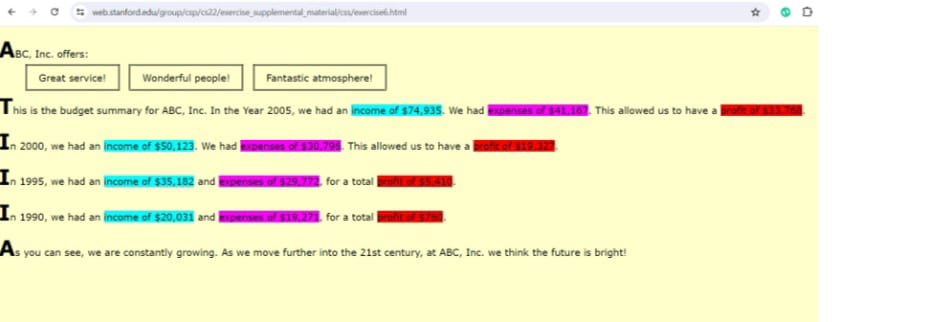 web.stanford.edu/group/csp/cs22/exercise_supplemental_material/css/exercise6.html
ABC, Inc. offers:
Great service! Wonderful people! Fantastic atmosphere!
This is the budget summary for ABC, Inc. In the Year 2005, we had an income of $74,935. We had expenses of $41,167. This allowed us to have a profit of $33,768.
In 2000, we had an income of $50,123. We had expenses of $30,796. This allowed us to have a profit of $19,327.
In 1995, we had an income of $35,182 and expenses of $29,772, for a total profit of $5,410.
In 1990, we had an income of $20,031 and expenses of $19,271, for a total profit of $760.
As you can see, we are constantly growing. As we move further into the 21st century, at ABC, Inc. we think the future is bright!